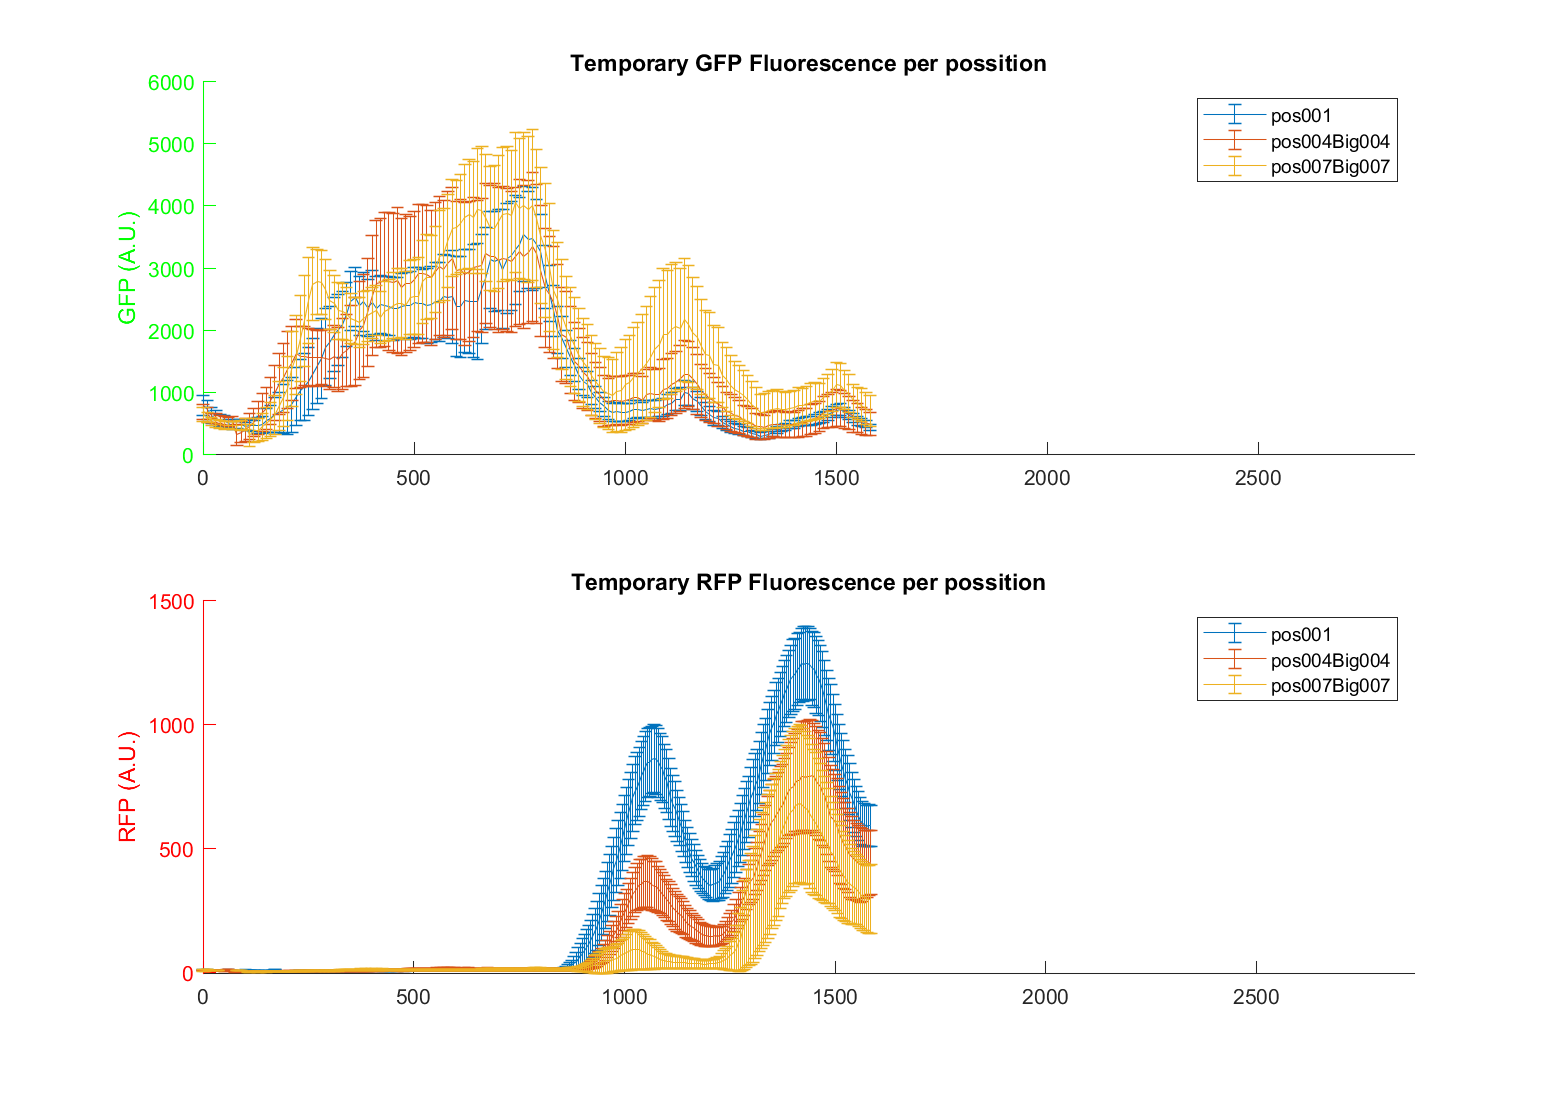 Temporary GFP Fluorescence per possition
6000
5000
4000
3000
2000
1000
0
GFP (A.U.)
0 500 1000 1500 2000 2500
pos001
pos004Big004
pos007Big007
Temporary RFP Fluorescence per possition
1500
1000
500
0
RFP (A.U.)
0 500 1000 1500 2000 2500
pos001
pos004Big004
pos007Big007